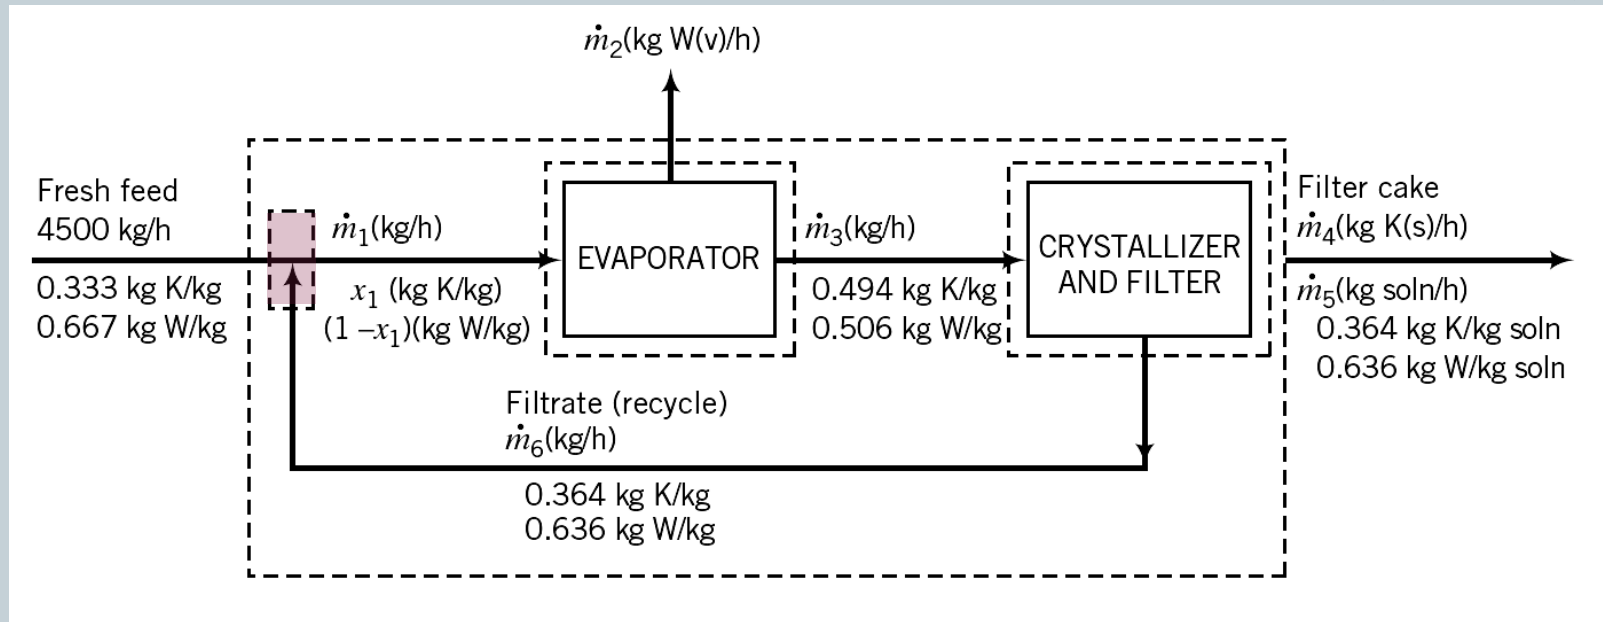 ṁ₂(kg W(v)/h)
Fresh feed
4500 kg/h
0.333 kg K/kg
0.667 kg W/kg
ṁ₁(kg/h)
x₁ (kg K/kg)
(1 –x₁)(kg W/kg)
EVAPORATOR
ṁ₃(kg/h)
0.494 kg K/kg
0.506 kg W/kg
CRYSTALLIZER
AND FILTER
Filter cake
ṁ₄(kg K(s)/h)
ṁ₅(kg soln/h)
0.364 kg K/kg soln
0.636 kg W/kg soln
Filtrate (recycle)
ṁ₆(kg/h)
0.364 kg K/kg
0.636 kg W/kg